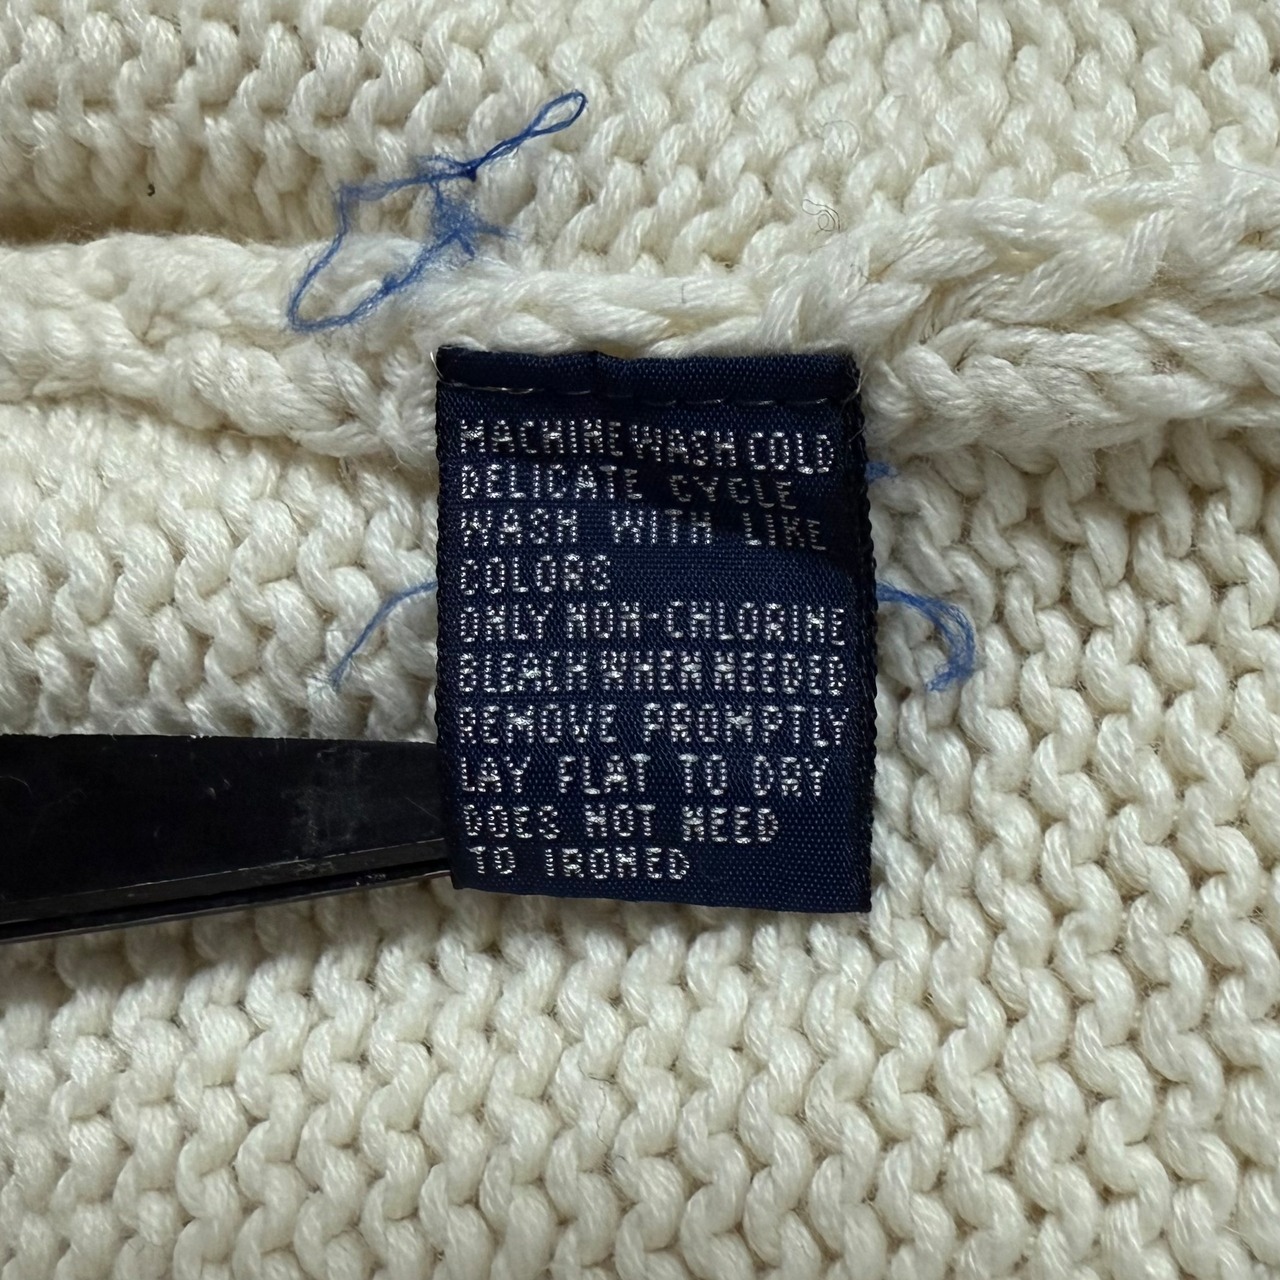 MACHINE WASH COLD
DELICATE CYCLE
WASH WITH LIKE
COLORS
ONLY NON-CHLORINE
BLEACH WHEN NEEDED
REMOVE PROMPTLY
LAY FLAT TO DRY
DOES NOT NEED
TO IRONED